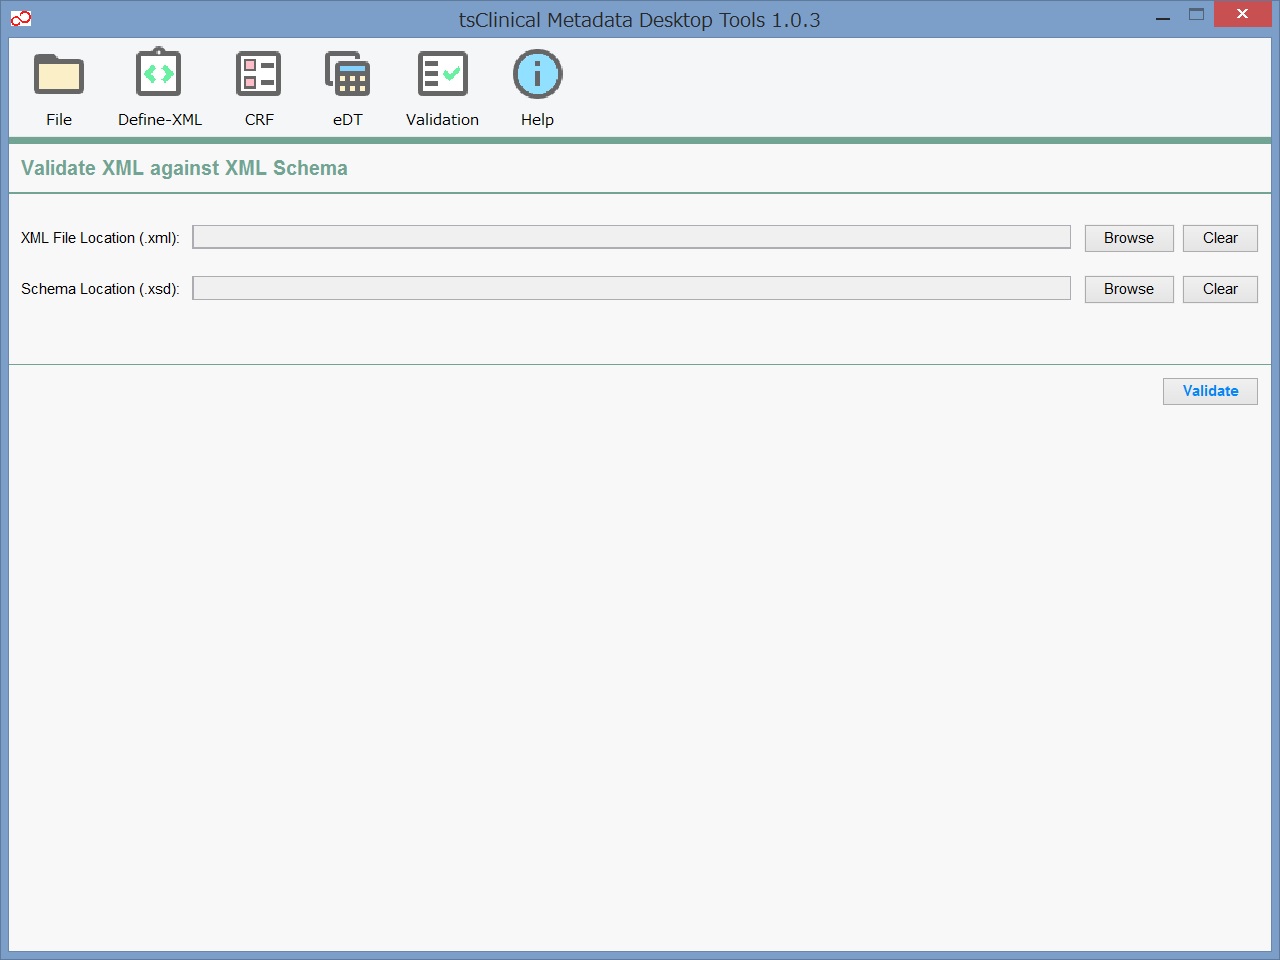 tsClinical Metadata Desktop Tools 1.0.3
File Define-XML CRF eDT Validation Help
Validate XML against XML Schema
XML File Location (.xml): Browse Clear
Schema Location (.xsd): Browse Clear
Validate